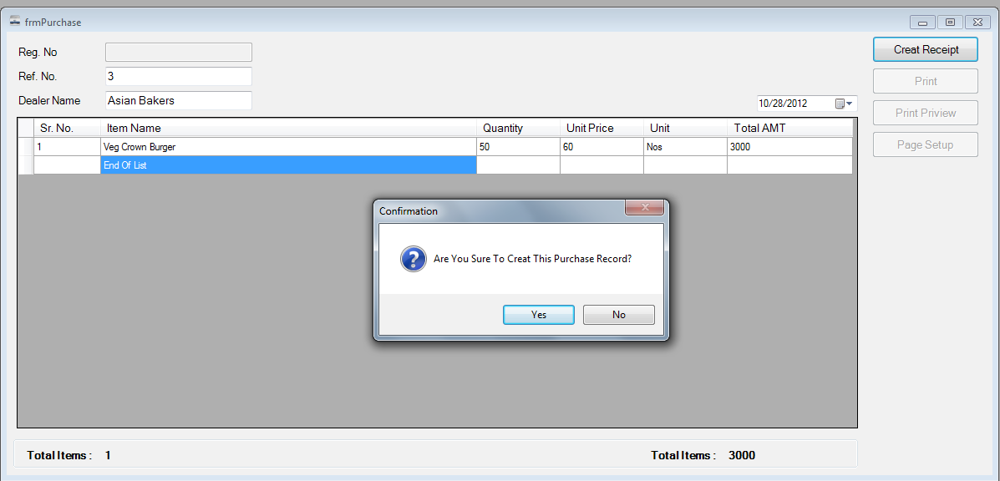 frmPurchase
Reg. No
Creat Receipt
Ref. No. 3
Print
Dealer Name Asian Bakers
10/28/2012
Print Priview
Sr. No. Item Name Quantity Unit Price Unit Total AMT
1 Veg Crown Burger 50 60 Nos 3000
Page Setup
End Of List
Confirmation
? Are You Sure To Creat This Purchase Record?
Yes No
Total Items : 1 Total Items : 3000